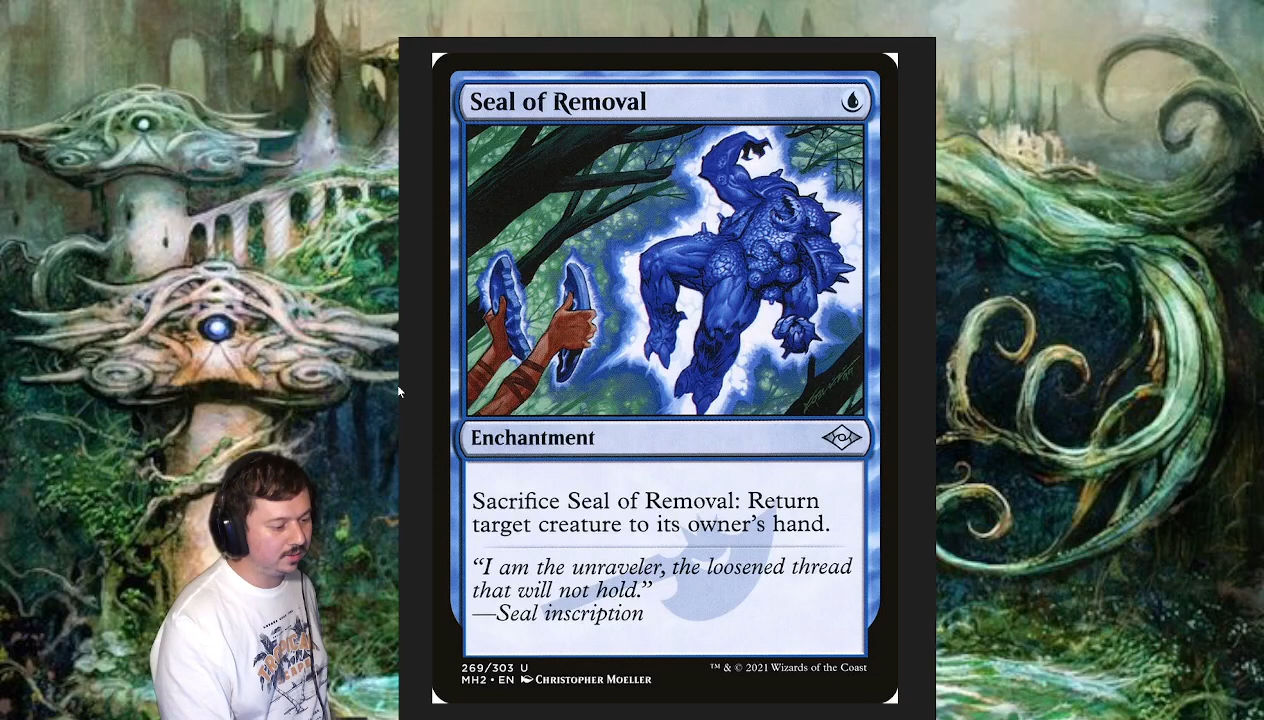 Seal of Removal
Enchantment
Sacrifice Seal of Removal: Return
target creature to its owner's hand.
"I am the unraveler, the loosened thread
that will not hold."
—Seal inscription
269/303 U
MH2 • EN Christopher Moeller
™ & © 2021 Wizards of the Coast
TROPICAL